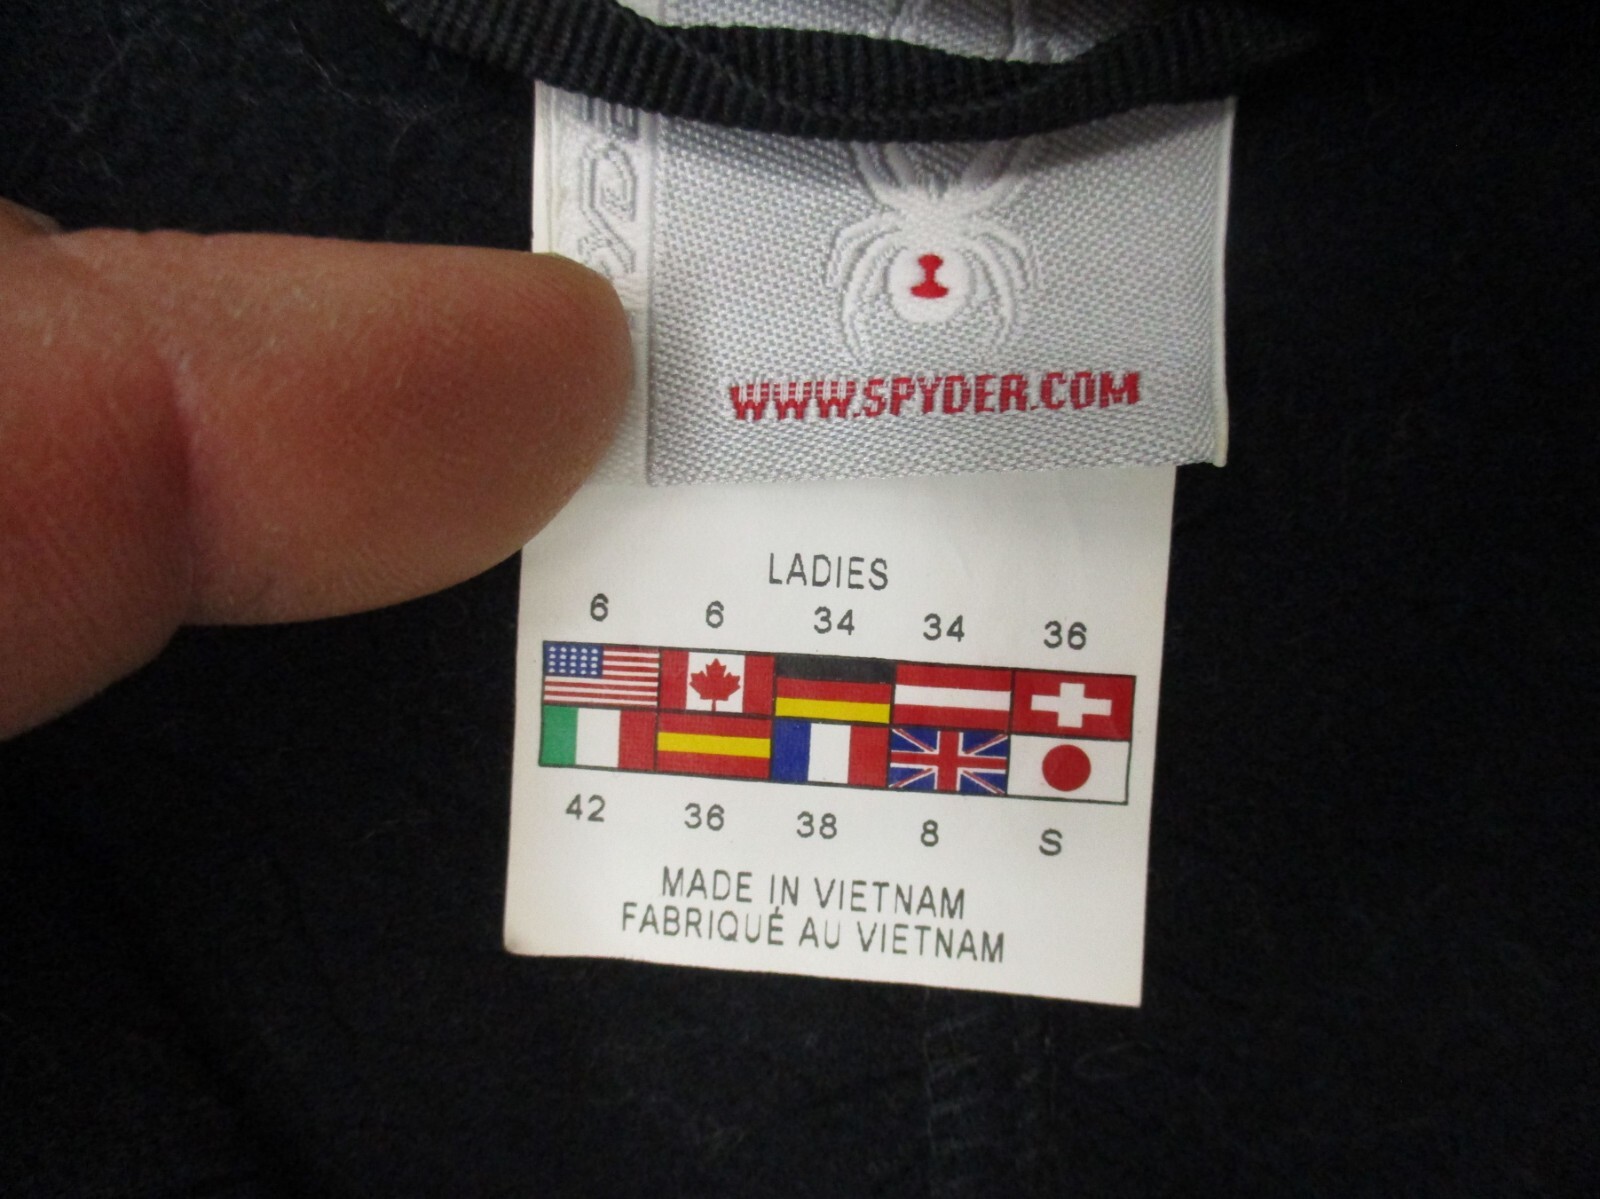 WWW.SPYDER.COM
LADIES
6 6 34 34 36
42 36 38 8 S
MADE IN VIETNAM
FABRIQUÉ AU VIETNAM